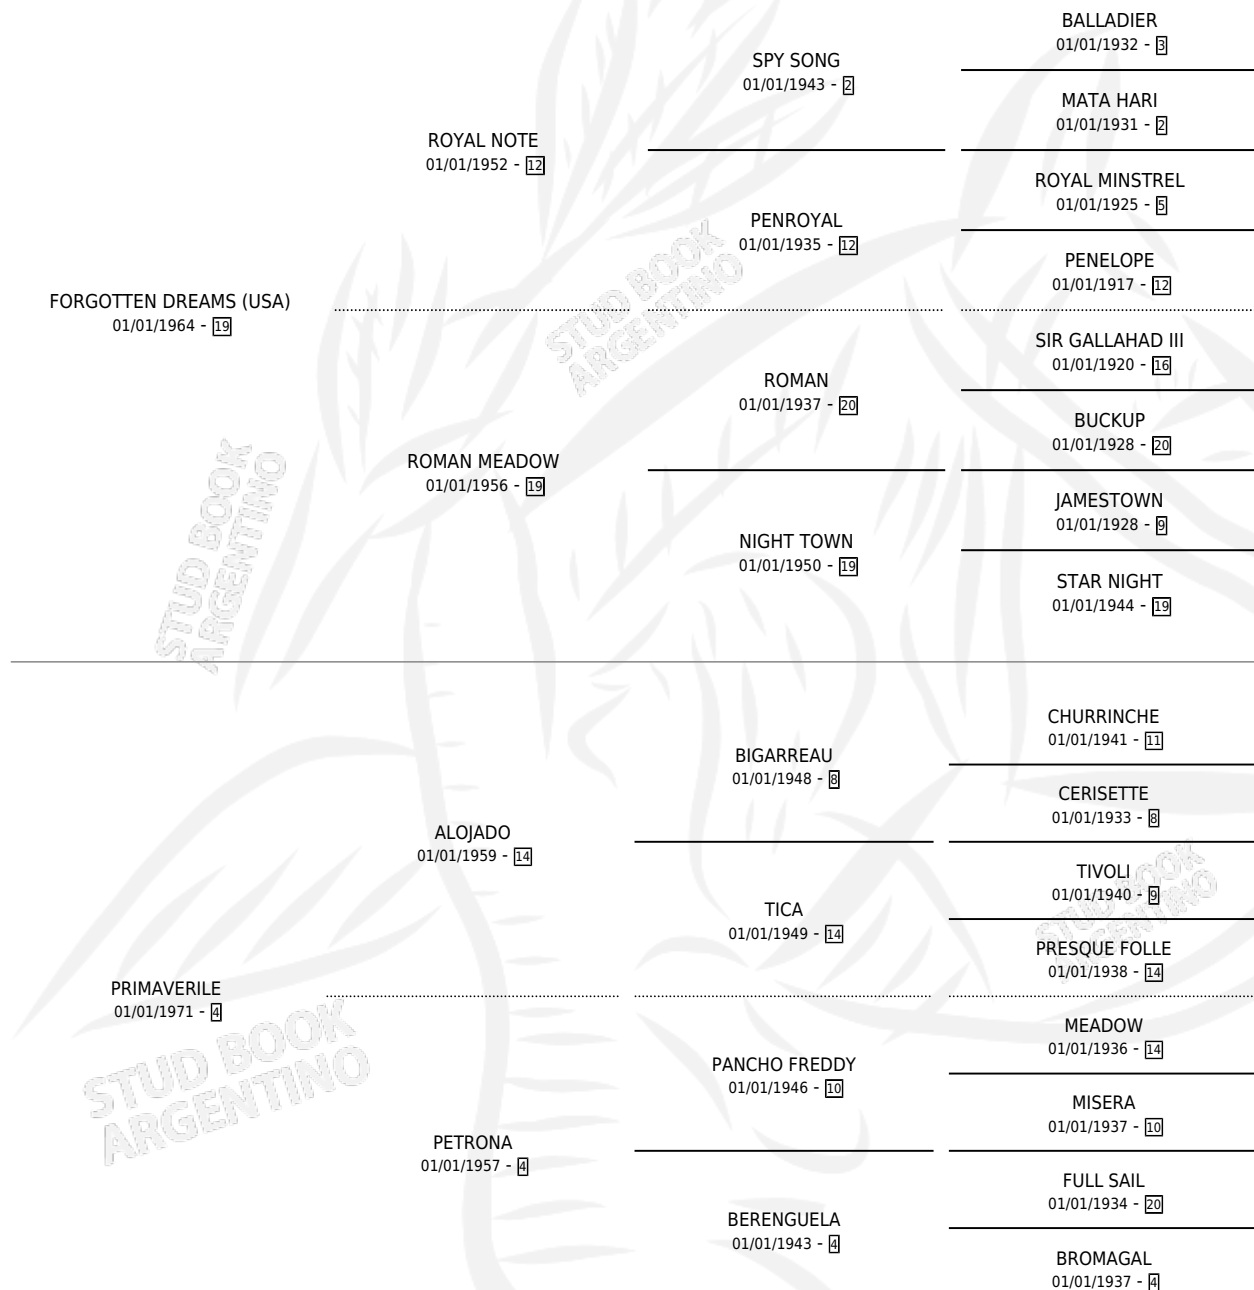 BALLADIER
01/01/1932 - 3
SPY SONG
01/01/1943 - 2
MATA HARI
01/01/1931 - 2
ROYAL NOTE
01/01/1952 - 12
ROYAL MINSTREL
01/01/1925 - 5
PENROYAL
01/01/1935 - 12
PENELOPE
01/01/1917 - 12
FORGOTTEN DREAMS (USA)
01/01/1964 - 19
STUD BOOK
ARGENTINO
SIR GALLAHAD III
01/01/1920 - 16
ROMAN
01/01/1937 - 20
BUCKUP
01/01/1928 - 20
ROMAN MEADOW
01/01/1956 - 19
JAMESTOWN
01/01/1928 - 9
NIGHT TOWN
01/01/1950 - 19
STAR NIGHT
01/01/1944 - 19
STUD BOOK
ARGENTINO
CHURRINCHE
01/01/1941 - 11
BIGARREAU
01/01/1948 - 8
CERISETTE
01/01/1933 - 8
ALOJADO
01/01/1959 - 14
TIVOLI
01/01/1940 - 9
TICA
01/01/1949 - 14
STUD BOOK
ARGENTINO
PRESQUE FOLLE
01/01/1938 - 14
PRIMAVERILE
01/01/1971 - 4
MEADOW
01/01/1936 - 14
PANCHO FREDDY
01/01/1946 - 10
STUD BOOK
ARGENTINO
MISERA
01/01/1937 - 10
PETRONA
01/01/1957 - 4
FULL SAIL
01/01/1934 - 20
BERENGUELA
01/01/1943 - 4
BROMAGAL
01/01/1937 - 4